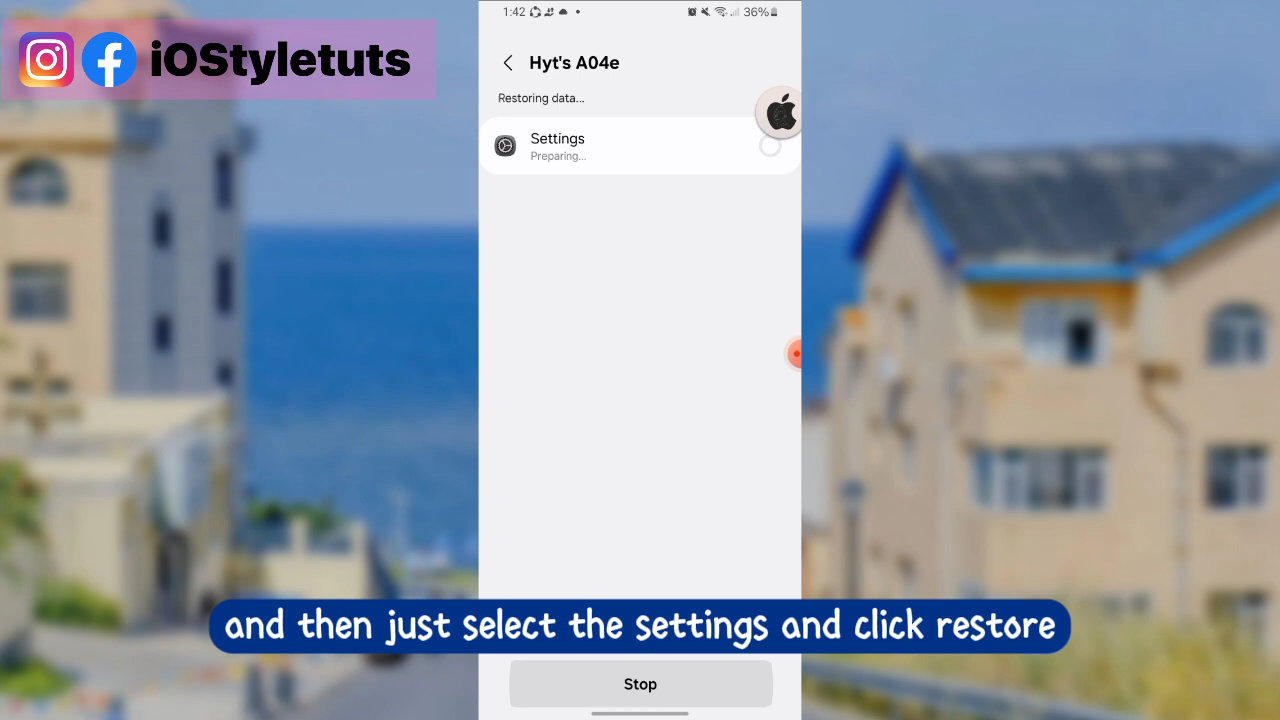 iOStyletuts
1:42
36%
Hyt's A04e
Restoring data...
Settings
Preparing...
and then just select the settings and click restore
Stop